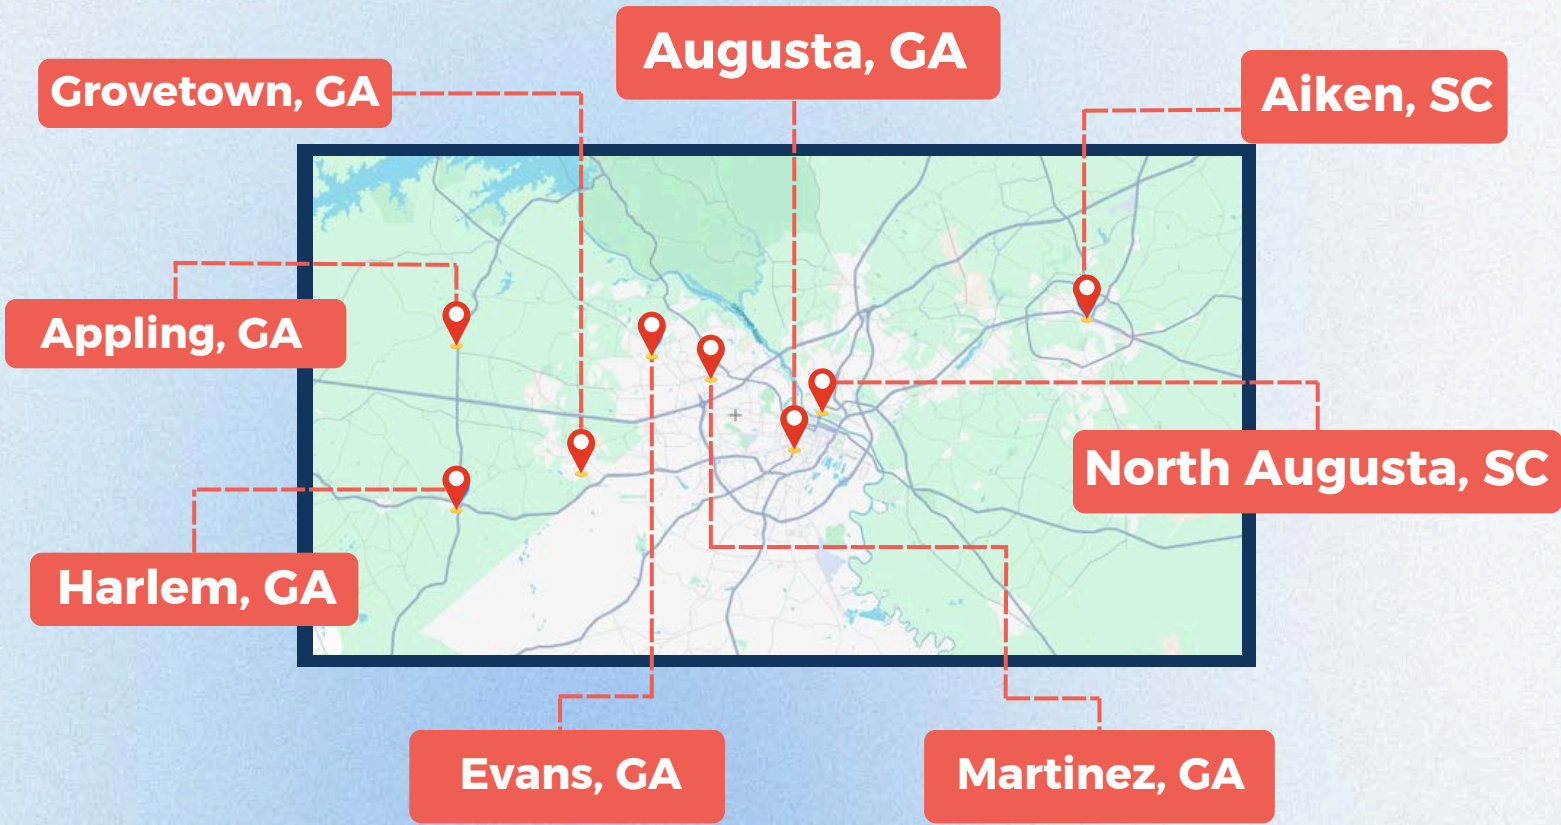 Augusta, GA
Grovetown, GA
Aiken, SC
Appling, GA
North Augusta, SC
Harlem, GA
Evans, GA
Martinez, GA